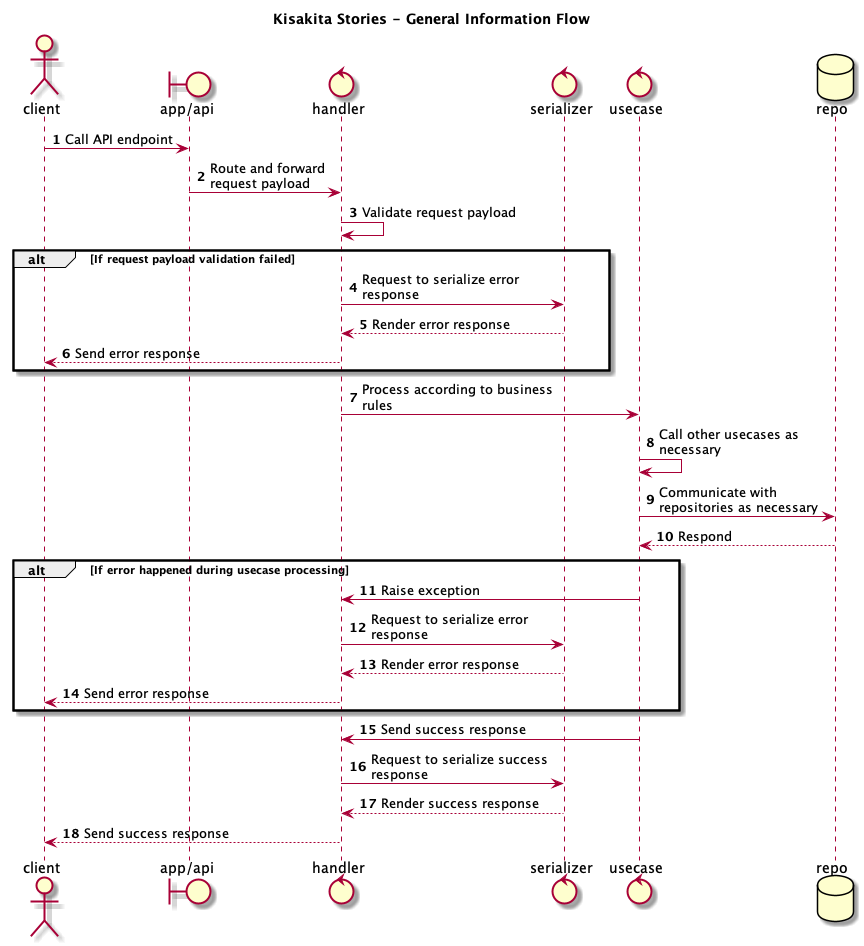 Kisakita Stories - General Information Flow
client app/api handler serializer usecase repo
1 Call API endpoint
2 Route and forward
request payload
3 Validate request payload
alt [If request payload validation failed]
4 Request to serialize error
response
5 Render error response
6 Send error response
7 Process according to business
rules
8 Call other usecases as
necessary
9 Communicate with
repositories as necessary
10 Respond
alt [If error happened during usecase processing]
11 Raise exception
12 Request to serialize error
response
13 Render error response
14 Send error response
15 Send success response
16 Request to serialize success
response
17 Render success response
18 Send success response
client app/api handler serializer usecase repo